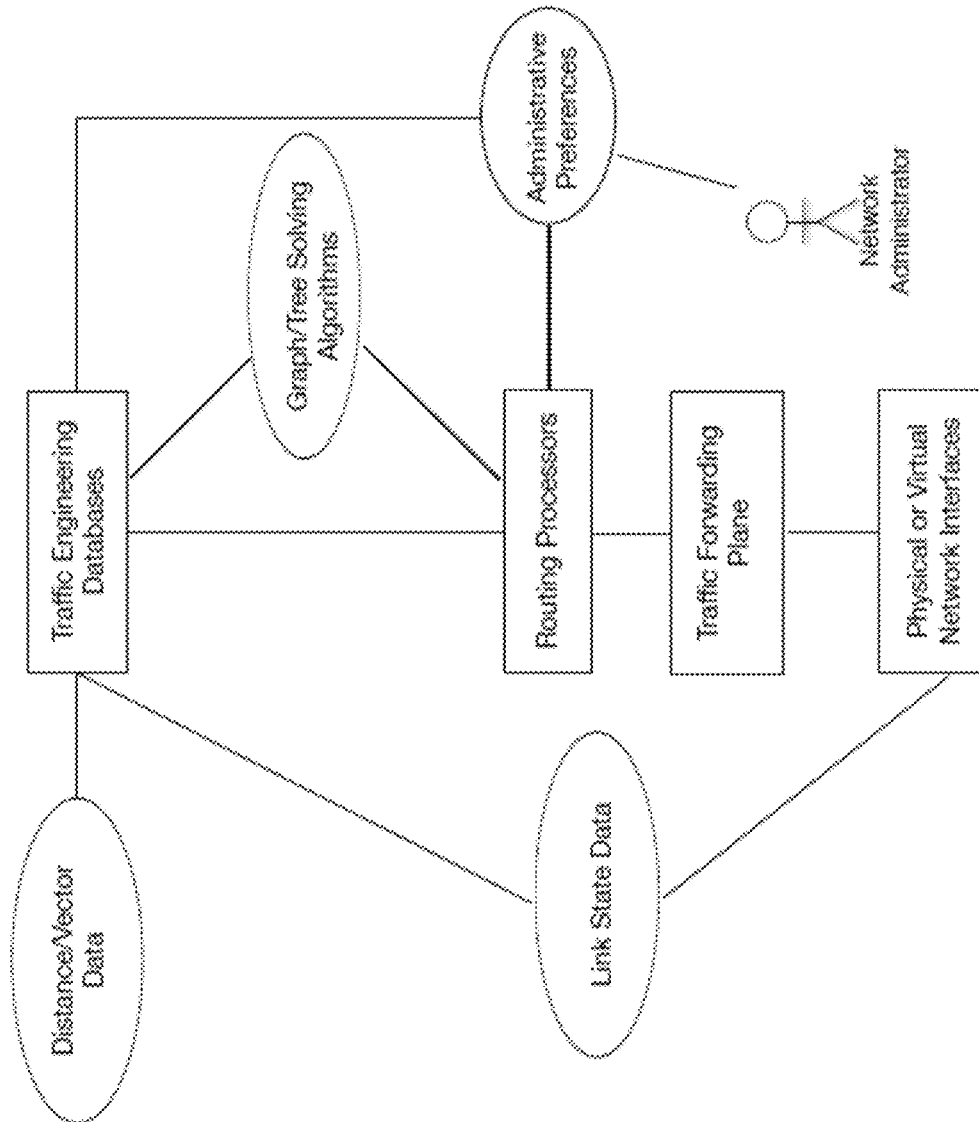 Distance/Vector
Data
Traffic Engineering
Databases
Graph/Tree Solving
Algorithms
Administrative
Preferences
Link State Data
Routing Processors
Traffic Forwarding
Plane
Physical or Virtual
Network Interfaces
Network
Administrator